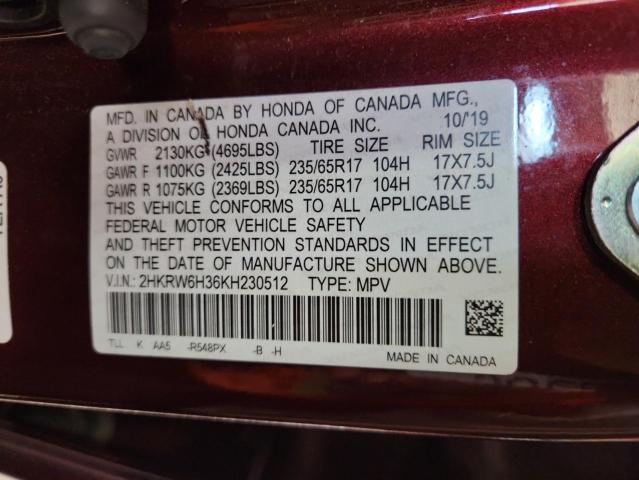 MFD. IN CANADA BY HONDA OF CANADA MFG.,
A DIVISION OF HONDA CANADA INC. 10/19
GVWR 2130KG (4695LBS) TIRE SIZE RIM SIZE
GAWR F 1100KG (2425LBS) 235/65R17 104H 17X7.5J
GAWR R 1075KG (2369LBS) 235/65R17 104H 17X7.5J
THIS VEHICLE CONFORMS TO ALL APPLICABLE
FEDERAL MOTOR VEHICLE SAFETY
AND THEFT PREVENTION STANDARDS IN EFFECT
ON THE DATE OF MANUFACTURE SHOWN ABOVE.
V.I.N.: 2HKRW6H36KH230512 TYPE: MPV
TLL K AA5 -R548PX -B -H
MADE IN CANADA